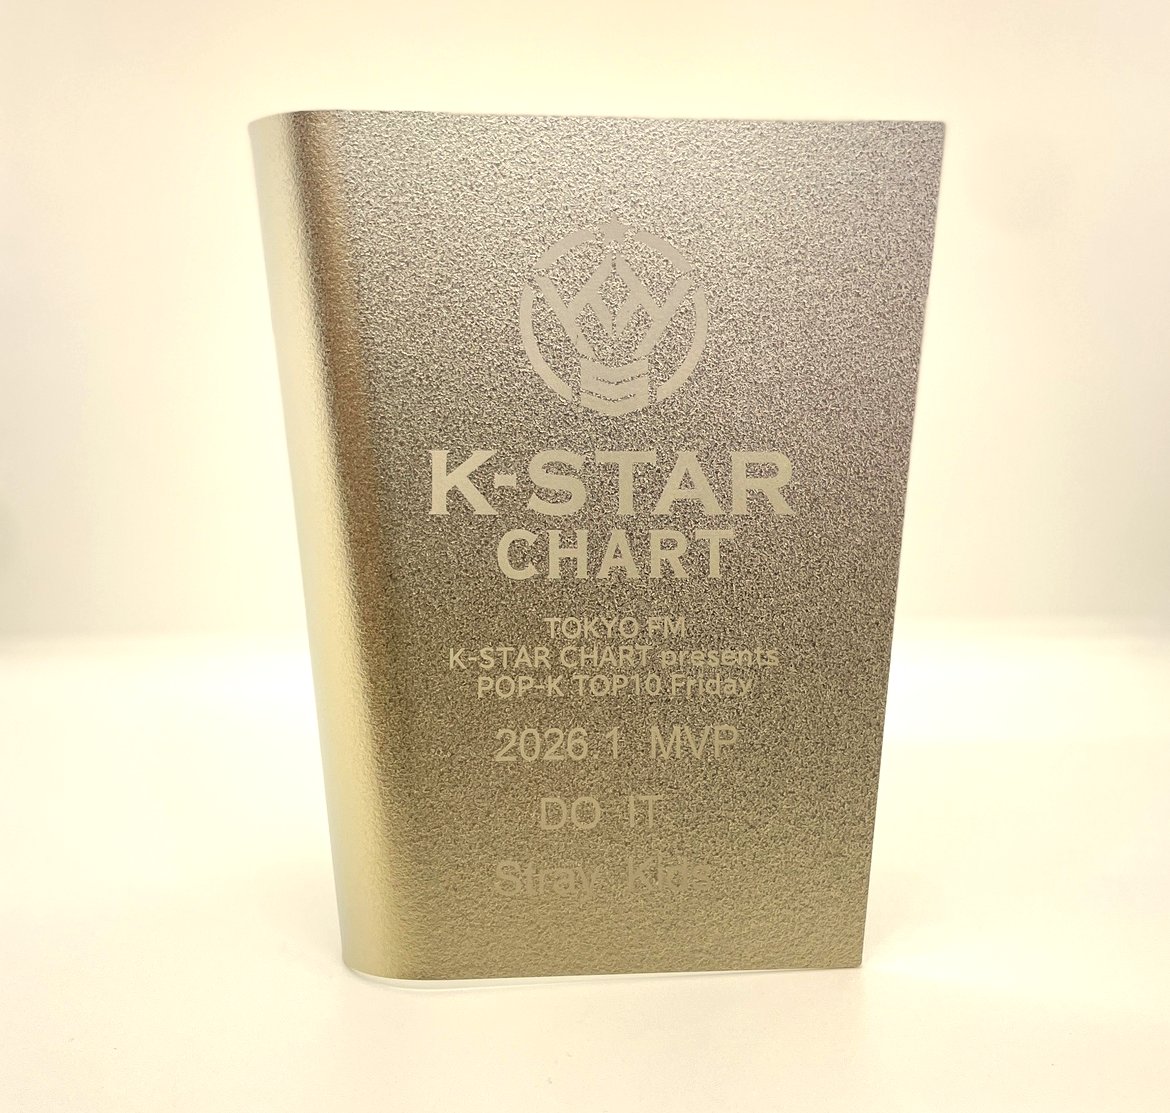 K-STAR
CHART
TOKYO FM
K-STAR CHART presents
POP-K TOP10 Friday
2026.1 MVP
DO IT
Stray Kids